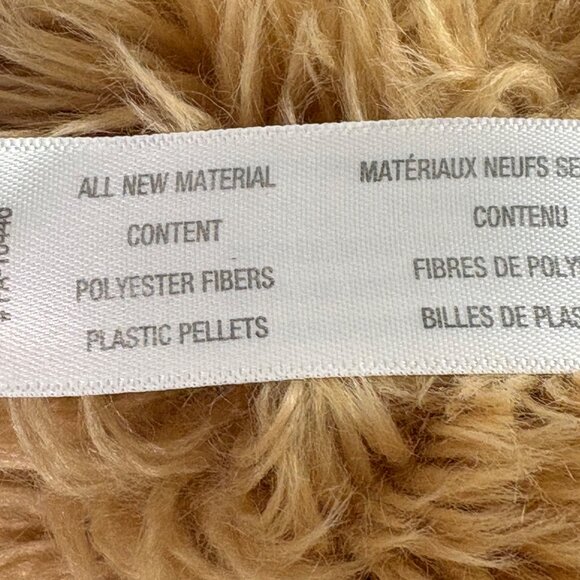 ALL NEW MATERIAL
CONTENT
POLYESTER FIBERS
PLASTIC PELLETS
MATÉRIAUX NEUFS SE
CONTENU
FIBRES DE POLY
BILLES DE PLAS